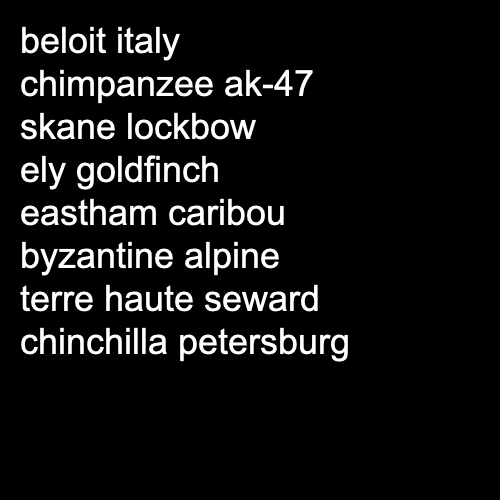 beloit italy
chimpanzee ak-47
skane lockbow
ely goldfinch
eastham caribou
byzantine alpine
terre haute seward
chinchilla petersburg